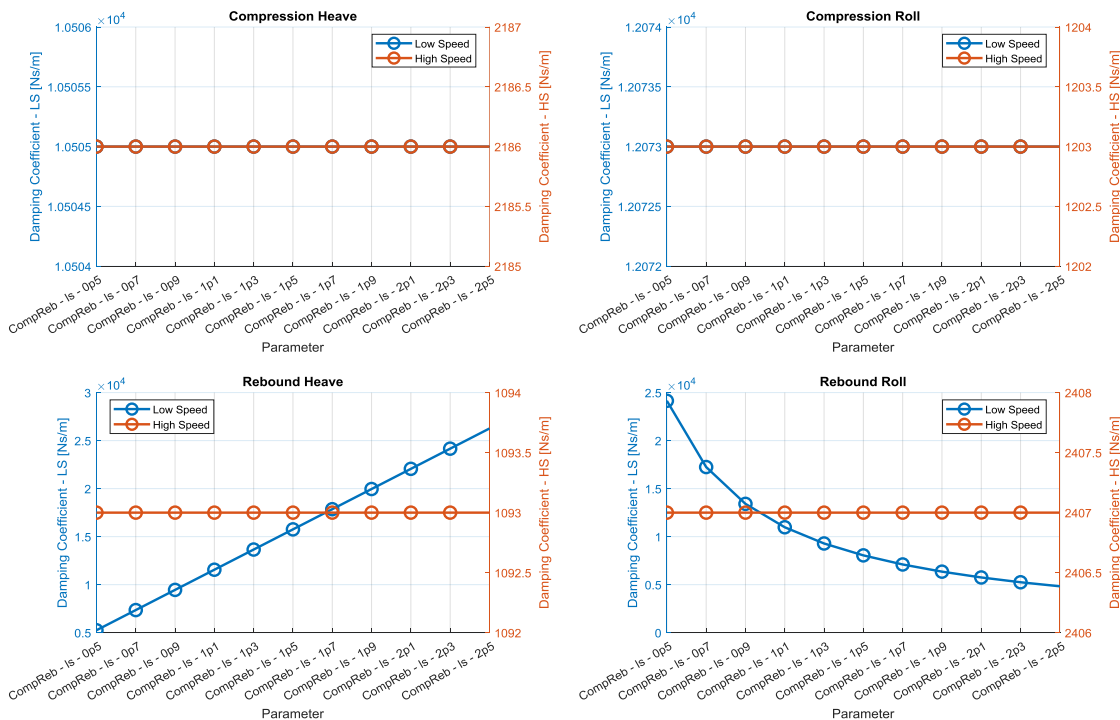 Compression Heave
×10⁴
1.0506
1.05055
1.0505
1.05045
1.0504
Damping Coefficient - LS [Ns/m]
2187
2186.5
2186
2185.5
2185
Damping Coefficient - HS [Ns/m]
Low Speed
High Speed
CompReb - ls - 0p5
CompReb - ls - 0p7
CompReb - ls - 0p9
CompReb - ls - 1p1
CompReb - ls - 1p3
CompReb - ls - 1p5
CompReb - ls - 1p7
CompReb - ls - 1p9
CompReb - ls - 2p1
CompReb - ls - 2p3
CompReb - ls - 2p5
Parameter
Compression Roll
×10⁴
1.2074
1.20735
1.2073
1.20725
1.2072
Damping Coefficient - LS [Ns/m]
1204
1203.5
1203
1202.5
1202
Damping Coefficient - HS [Ns/m]
Low Speed
High Speed
CompReb - ls - 0p5
CompReb - ls - 0p7
CompReb - ls - 0p9
CompReb - ls - 1p1
CompReb - ls - 1p3
CompReb - ls - 1p5
CompReb - ls - 1p7
CompReb - ls - 1p9
CompReb - ls - 2p1
CompReb - ls - 2p3
CompReb - ls - 2p5
Parameter
Rebound Heave
×10⁴
3
2.5
2
1.5
1
0.5
Damping Coefficient - LS [Ns/m]
1094
1093.5
1093
1092.5
1092
Damping Coefficient - HS [Ns/m]
Low Speed
High Speed
CompReb - ls - 0p5
CompReb - ls - 0p7
CompReb - ls - 0p9
CompReb - ls - 1p1
CompReb - ls - 1p3
CompReb - ls - 1p5
CompReb - ls - 1p7
CompReb - ls - 1p9
CompReb - ls - 2p1
CompReb - ls - 2p3
CompReb - ls - 2p5
Parameter
Rebound Roll
×10⁴
2.5
2
1.5
1
0.5
0
Damping Coefficient - LS [Ns/m]
2408
2407.5
2407
2406.5
2406
Damping Coefficient - HS [Ns/m]
Low Speed
High Speed
CompReb - ls - 0p5
CompReb - ls - 0p7
CompReb - ls - 0p9
CompReb - ls - 1p1
CompReb - ls - 1p3
CompReb - ls - 1p5
CompReb - ls - 1p7
CompReb - ls - 1p9
CompReb - ls - 2p1
CompReb - ls - 2p3
CompReb - ls - 2p5
Parameter